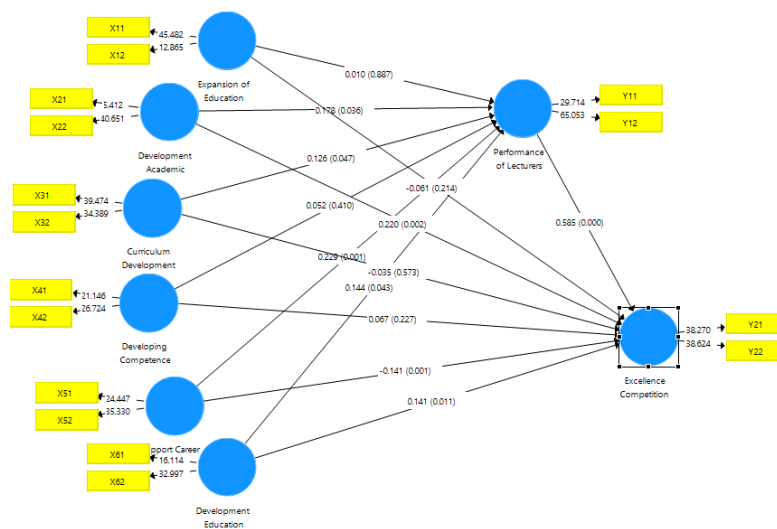 X11
45.482
X12
12.865
Expansion of
Education
0.010 (0.887)
X21
5.412
X22
40.651
Development
Academic
0.178 (0.036)
Y11
29.714
Y12
65.053
Performance
of Lecturers
0.126 (0.047)
X31
39.474
X32
34.389
Curriculum
Development
-0.061 (0.214)
0.052 (0.410)
0.220 (0.002)
0.585 (0.000)
0.229 (0.001)
-0.035 (0.573)
0.144 (0.043)
X41
21.146
X42
26.724
Developing
Competence
0.067 (0.227)
Y21
38.270
Y22
38.624
Excellence
Competition
-0.141 (0.001)
0.141 (0.011)
X51
24.447
X52
35.330
pport Career
X61
16.114
X62
32.997
Development
Education